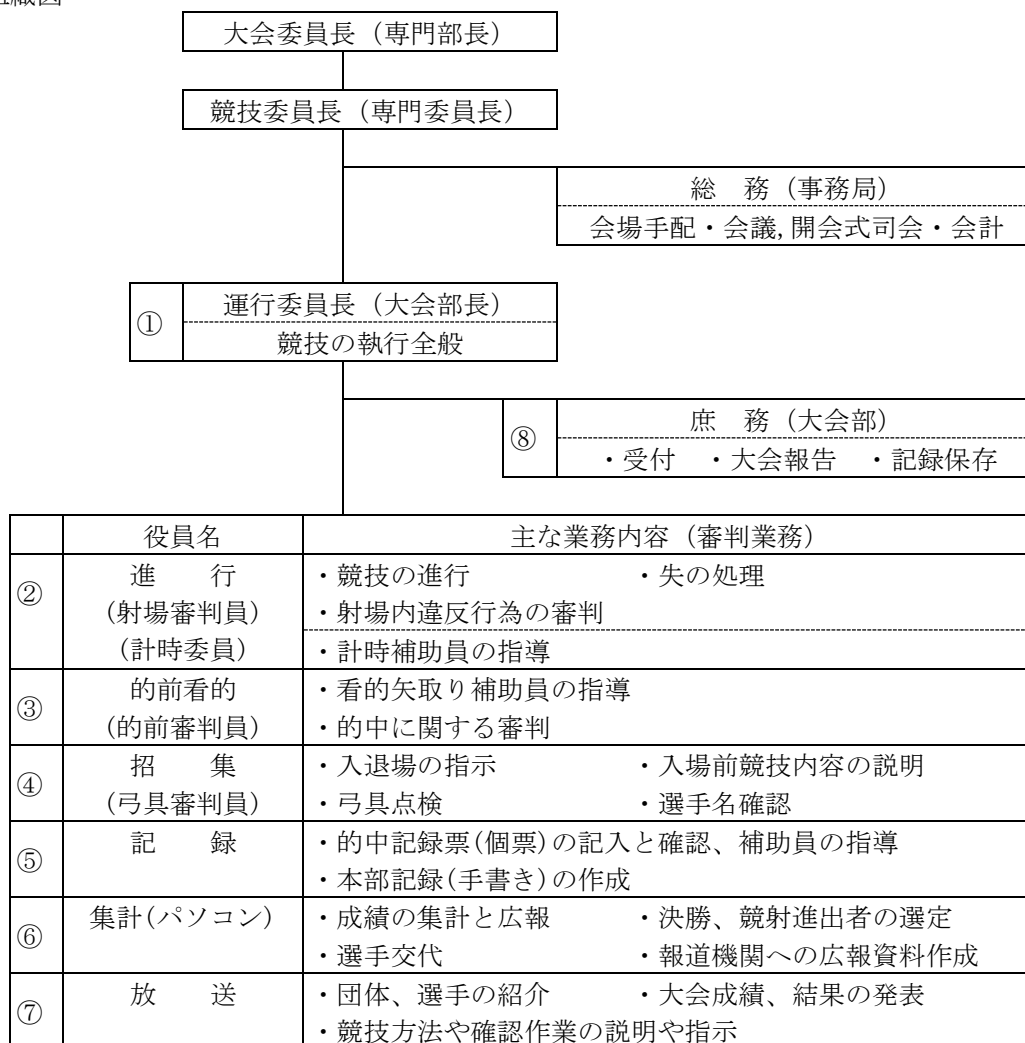 組織図
大会委員長（専門部長）
競技委員長（専門委員長）
総　務（事務局）
会場手配・会議,開会式司会・会計
① 運行委員長（大会部長）
競技の執行全般
⑧ 庶　務（大会部）
・受付　・大会報告　・記録保存
役員名　主な業務内容（審判業務）
② 進　　行　・競技の進行　・失の処理
(射場審判員)　・射場内違反行為の審判
(計時委員)　・計時補助員の指導
③ 的前看的　・看的矢取り補助員の指導
(的前審判員)　・的中に関する審判
④ 招　　集　・入退場の指示　・入場前競技内容の説明
(弓具審判員)　・弓具点検　・選手名確認
⑤ 記　　録　・的中記録票(個票)の記入と確認、補助員の指導
・本部記録(手書き)の作成
⑥ 集計(パソコン)　・成績の集計と広報　・決勝、競射進出者の選定
・選手交代　・報道機関への広報資料作成
⑦ 放　　送　・団体、選手の紹介　・大会成績、結果の発表
・競技方法や確認作業の説明や指示